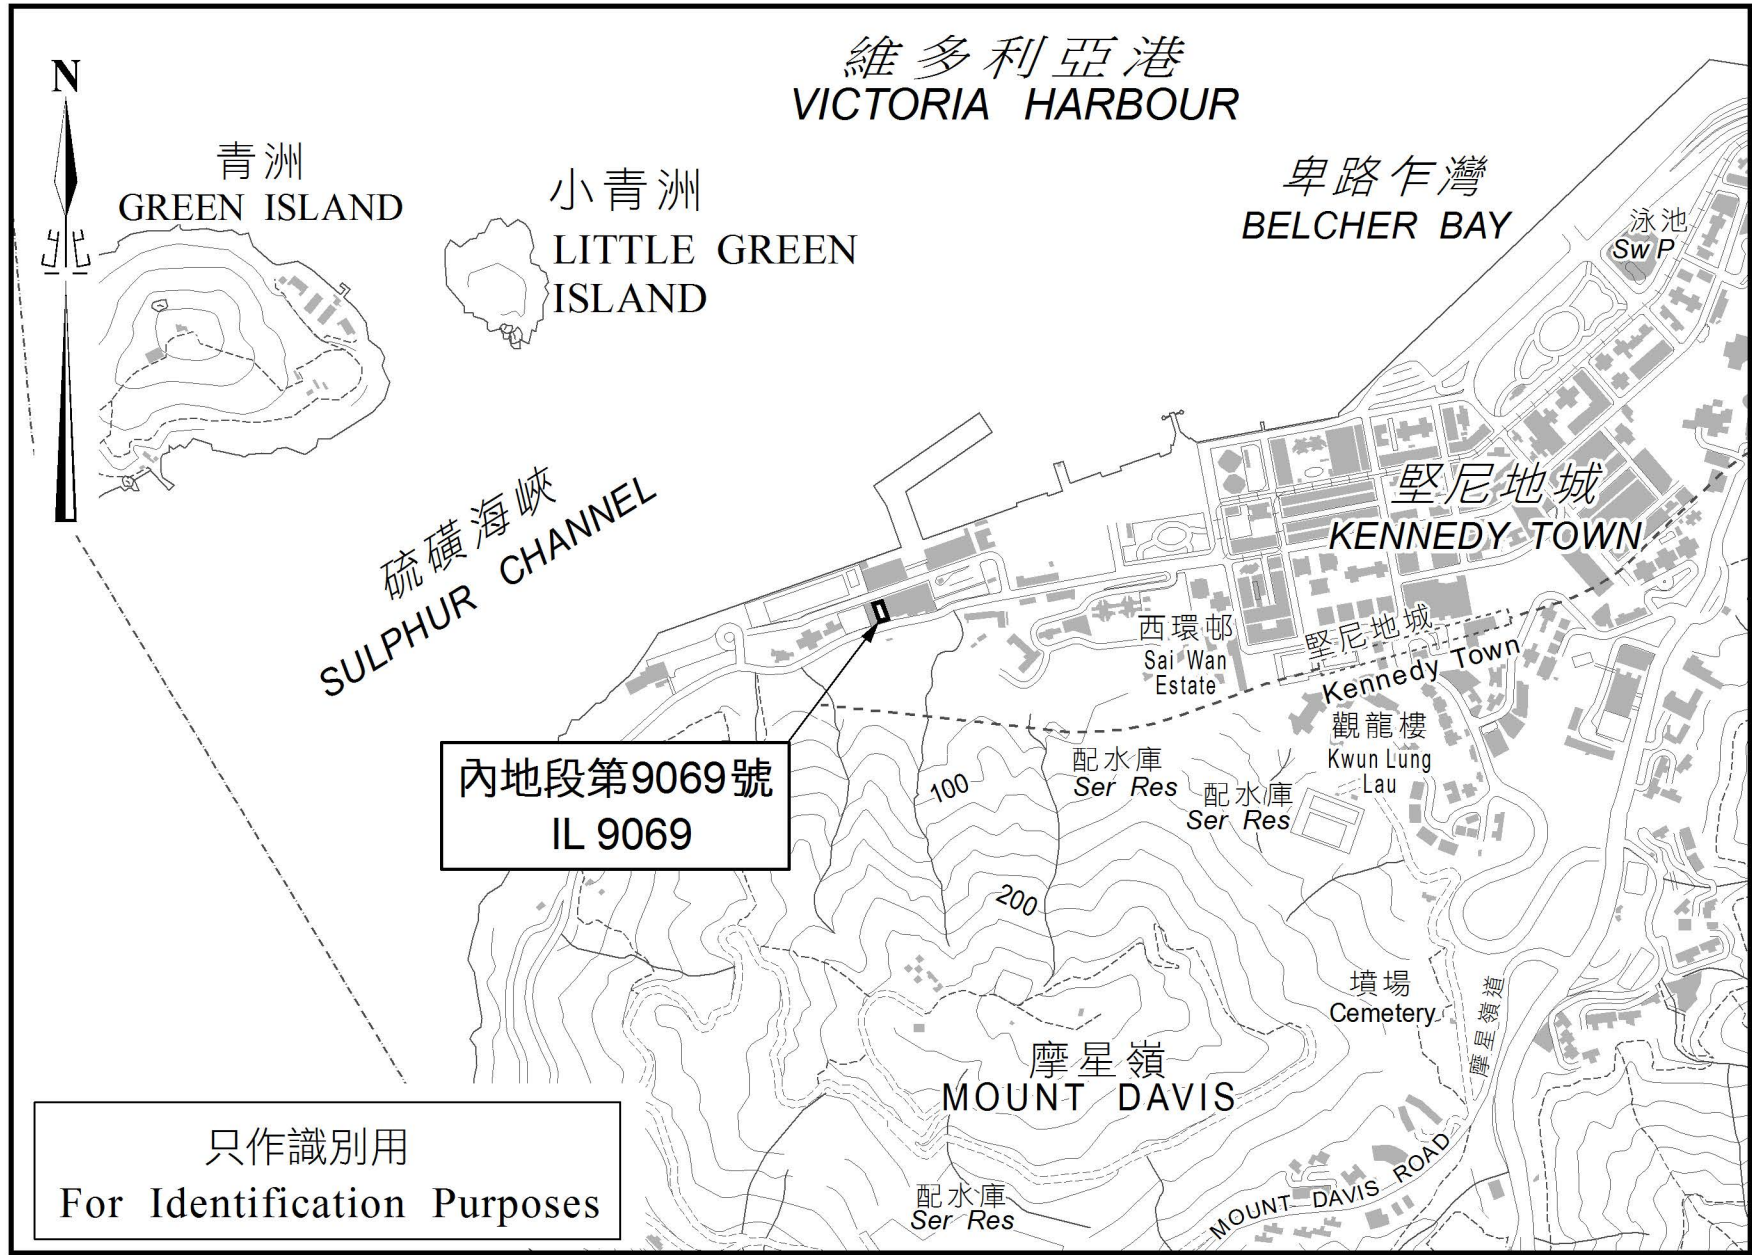 維多利亞港
VICTORIA HARBOUR
N
青洲
GREEN ISLAND
小青洲
LITTLE GREEN
ISLAND
卑路乍灣
BELCHER BAY
泳池
Sw P
硫磺海峽
SULPHUR CHANNEL
堅尼地城
KENNEDY TOWN
西環邨
Sai Wan
Estate
堅尼地城
Kennedy Town
觀龍樓
Kwun Lung
Lau
內地段第9069號
IL 9069
配水庫
Ser Res
配水庫
Ser Res
100
200
墳場
Cemetery
摩星嶺道
摩星嶺
MOUNT DAVIS
MOUNT DAVIS ROAD
配水庫
Ser Res
只作識別用
For Identification Purposes